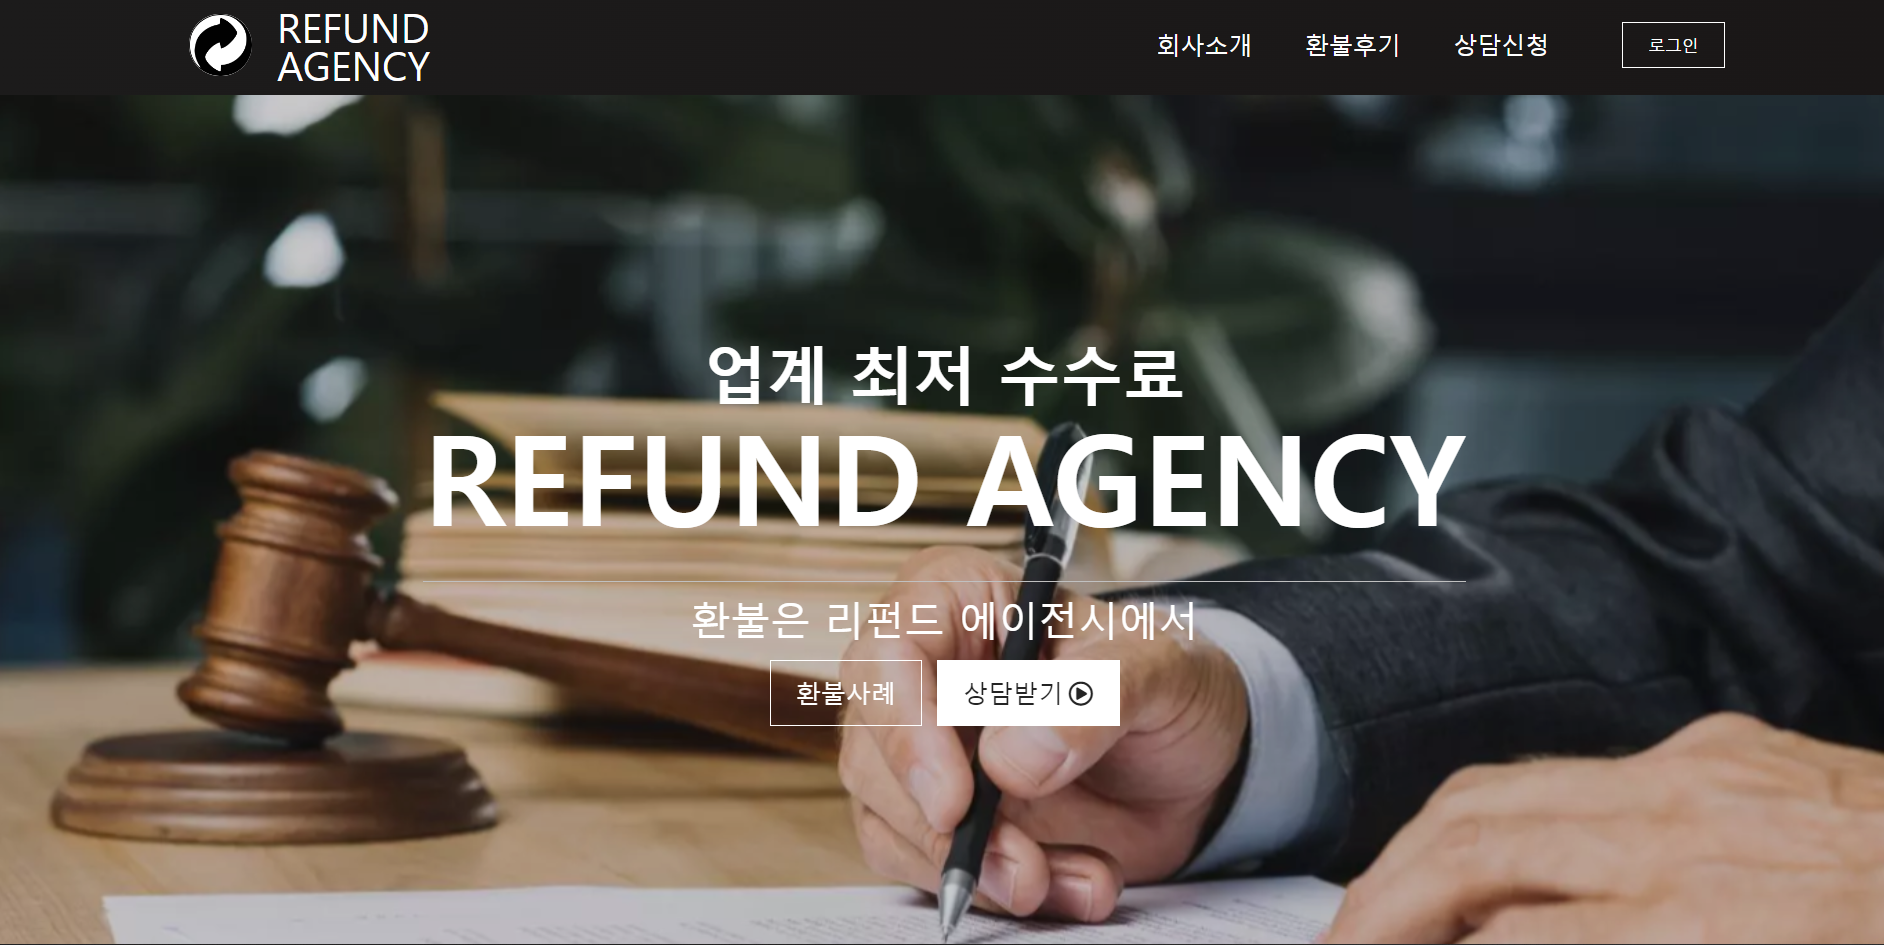 REFUND
AGENCY
회사소개
환불후기
상담신청
로그인
업계 최저 수수료
REFUND AGENCY
환불은 리펀드 에이전시에서
환불사례
상담받기